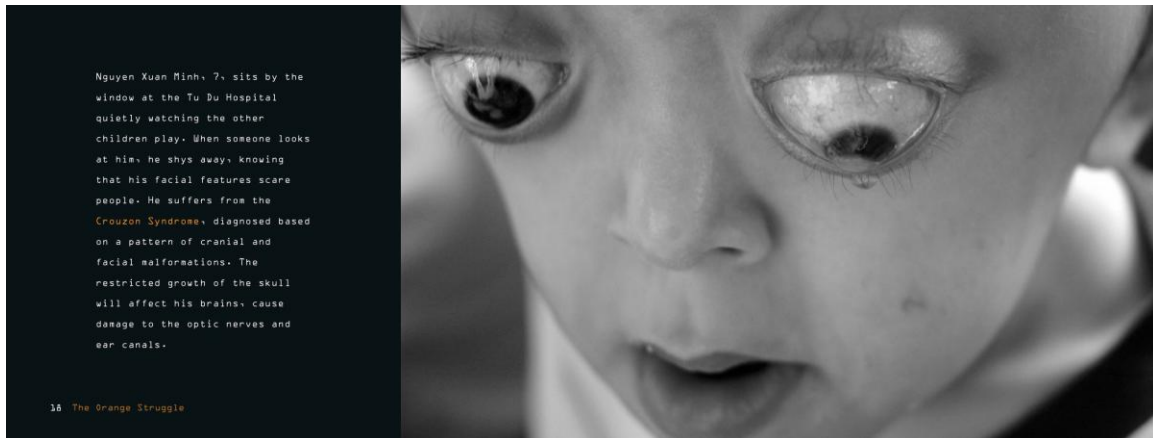 Nguyen Xuan Minh, 7, sits by the
window at the Tu Du Hospital
quietly watching the other
children play. When someone looks
at him, he shys away, knowing
that his facial features scare
people. He suffers from the
Crouzon Syndrome, diagnosed based
on a pattern of cranial and
facial malformations. The
restricted growth of the skull
will affect his brains, cause
damage to the optic nerves and
ear canals.
18 The Orange Struggle